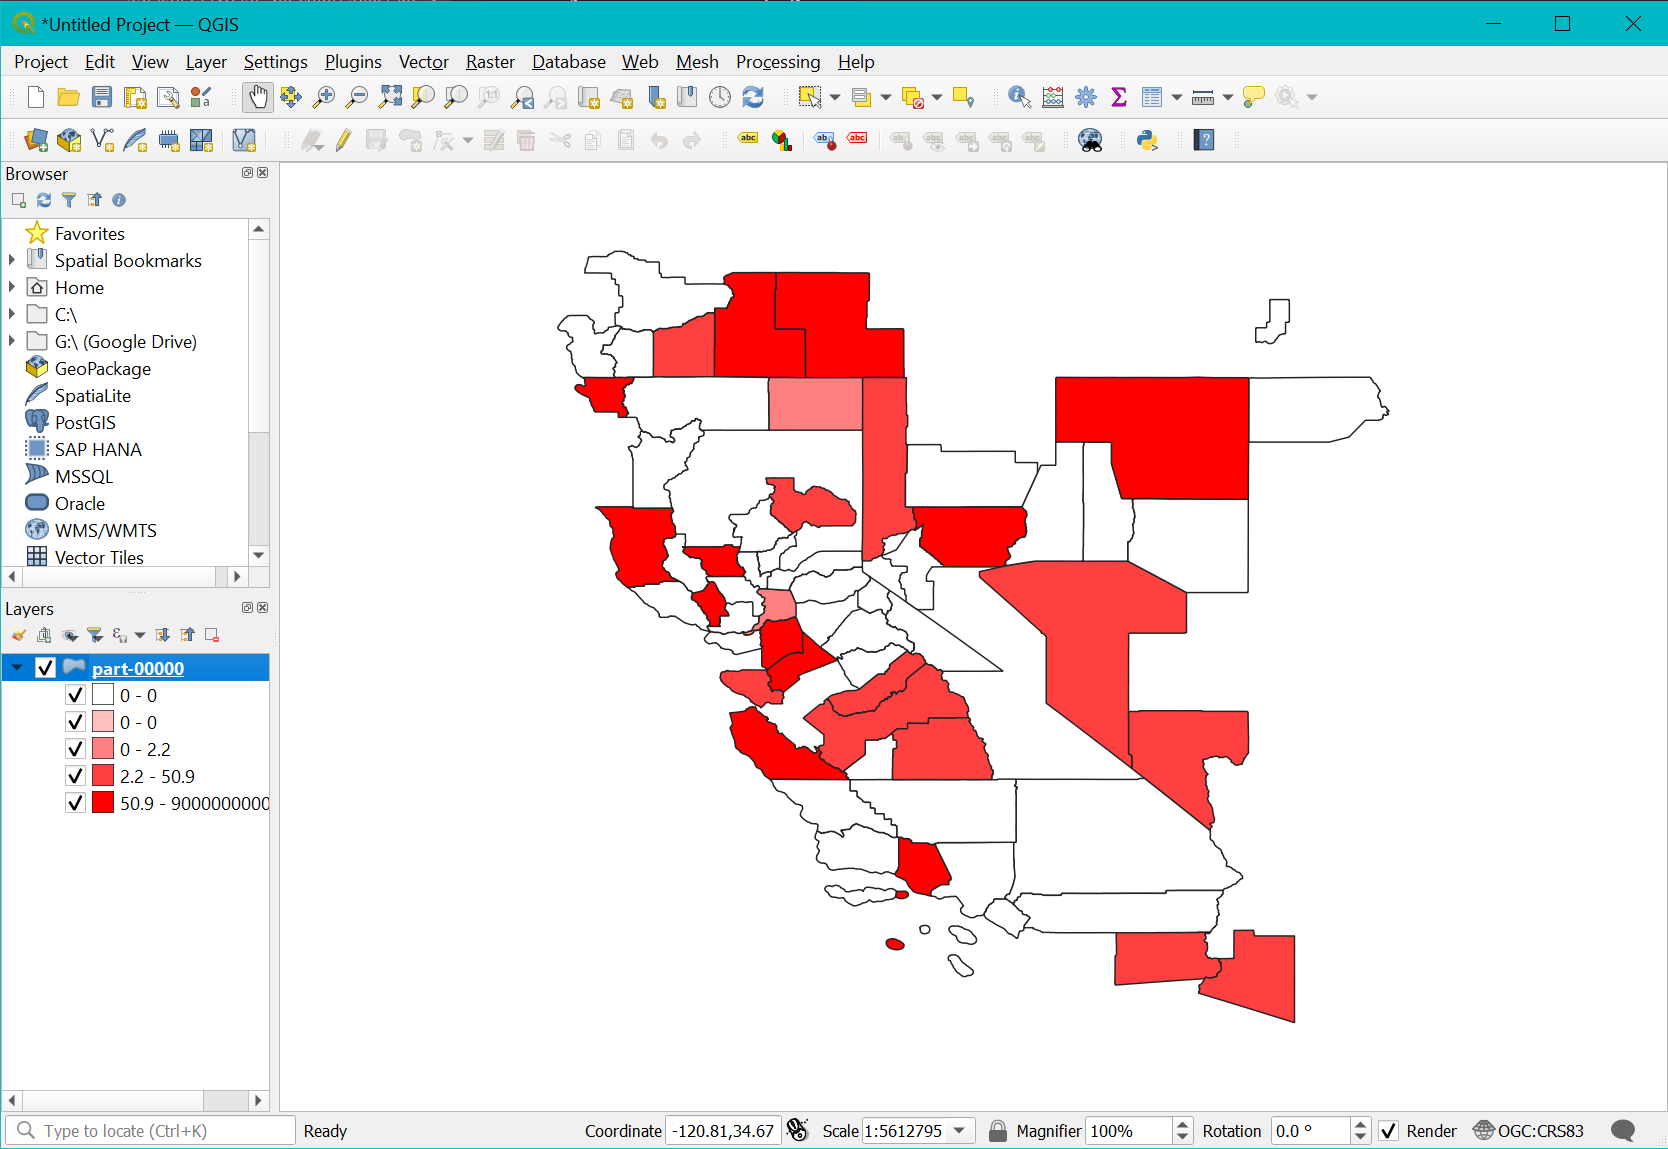 *Untitled Project — QGIS
Project Edit View Layer Settings Plugins Vector Raster Database Web Mesh Processing Help
Browser
Favorites
Spatial Bookmarks
Home
C:\
G:\ (Google Drive)
GeoPackage
SpatiaLite
PostGIS
SAP HANA
MSSQL
Oracle
WMS/WMTS
Vector Tiles
Layers
part-00000
0 - 0
0 - 0
0 - 2.2
2.2 - 50.9
50.9 - 9000000000
Type to locate (Ctrl+K) Ready Coordinate -120.81,34.67 Scale 1:5612795 Magnifier 100% Rotation 0.0 ° Render OGC:CRS83